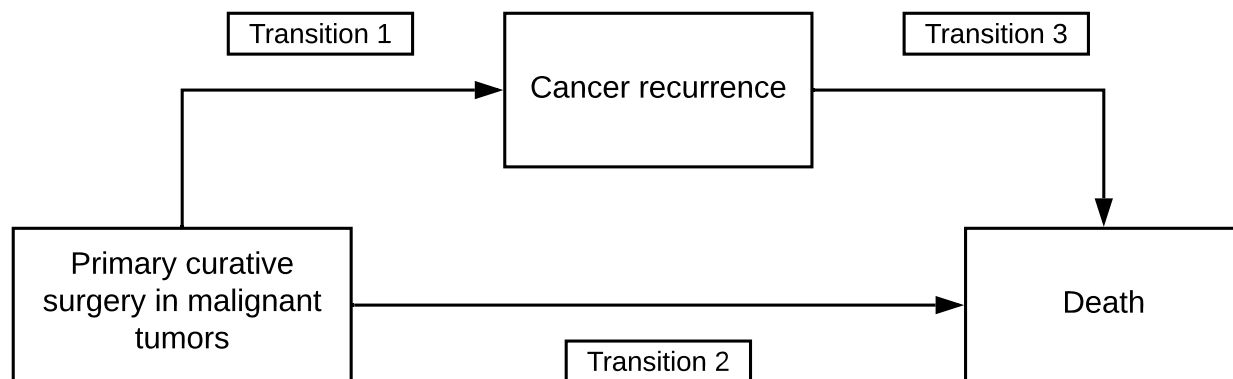 Transition 1
Transition 3
Cancer recurrence
Primary curative
surgery in malignant
tumors
Death
Transition 2